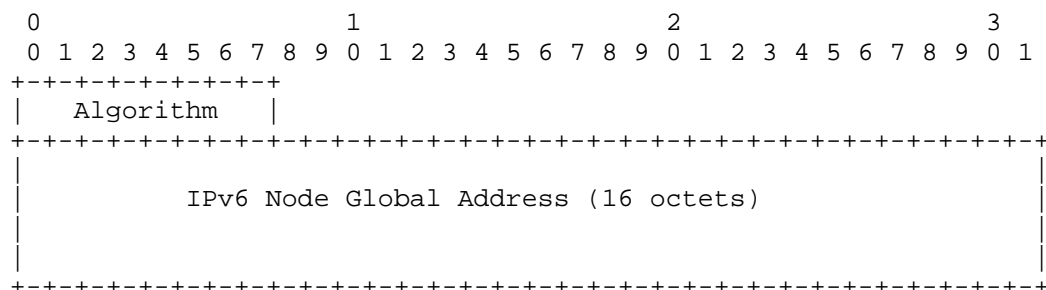 0                   1                   2                   3
 0 1 2 3 4 5 6 7 8 9 0 1 2 3 4 5 6 7 8 9 0 1 2 3 4 5 6 7 8 9 0 1
+-+-+-+-+-+-+-+-+
|   Algorithm   |
+-+-+-+-+-+-+-+-+-+-+-+-+-+-+-+-+-+-+-+-+-+-+-+-+-+-+-+-+-+-+-+-+
|                                                               |
|          IPv6 Node Global Address (16 octets)                 |
|                                                               |
|                                                               |
+-+-+-+-+-+-+-+-+-+-+-+-+-+-+-+-+-+-+-+-+-+-+-+-+-+-+-+-+-+-+-+-+